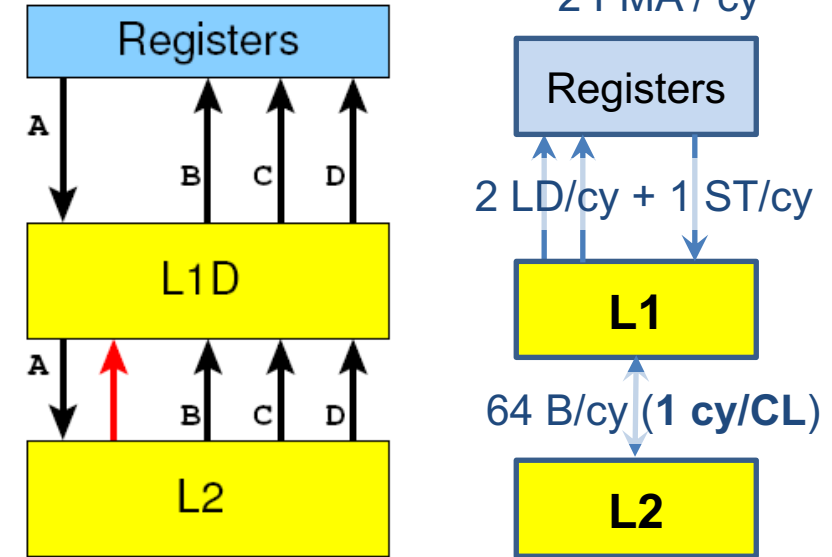 Registers
A
B
C
D
L1D
A
B
C
D
L2
Registers
2 LD/cy + 1 ST/cy
L1
64 B/cy (1 cy/CL)
L2